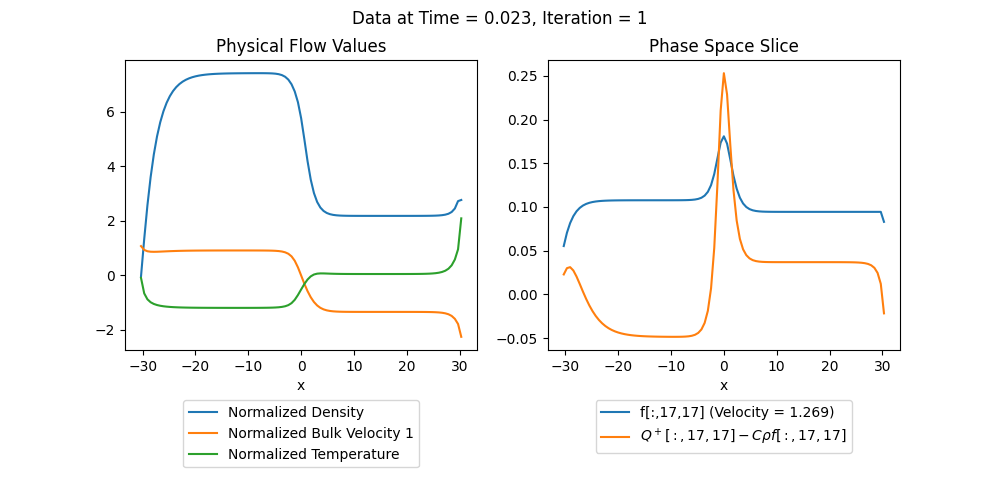 Data at Time = 0.023, Iteration = 1
Physical Flow Values
6
4
2
0
−2
−30
−20
−10
0
10
20
30
x
Normalized Density
Normalized Bulk Velocity 1
Normalized Temperature
Phase Space Slice
0.25
0.20
0.15
0.10
0.05
0.00
−0.05
−30
−20
−10
0
10
20
30
x
f[:,17,17] (Velocity = 1.269)
Q⁺[:, 17, 17] − Cρf[:, 17, 17]